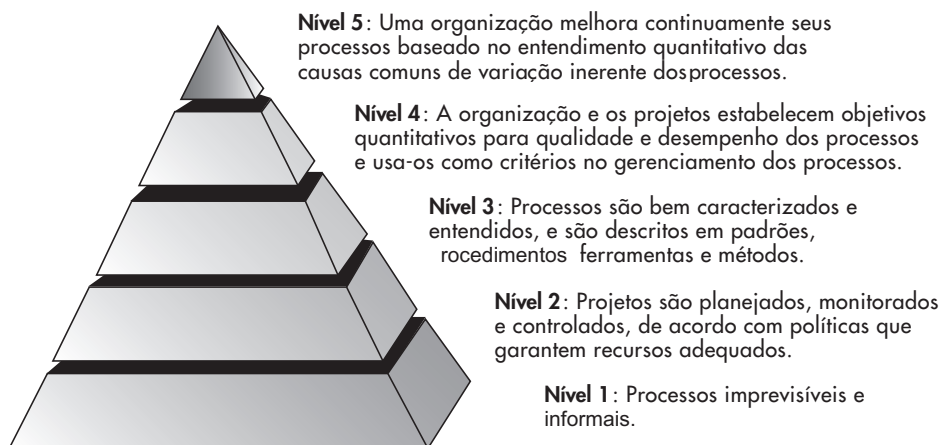 Nível 5: Uma organização melhora continuamente seus
processos baseado no entendimento quantitativo das
causas comuns de variação inerente dosprocessos.
Nível 4: A organização e os projetos estabelecem objetivos
quantitativos para qualidade e desempenho dos processos
e usa-os como critérios no gerenciamento dos processos.
Nível 3: Processos são bem caracterizados e
entendidos, e são descritos em padrões,
rocedimentos ferramentas e métodos.
Nível 2: Projetos são planejados, monitorados
e controlados, de acordo com políticas que
garantem recursos adequados.
Nível 1: Processos imprevisíveis e
informais.